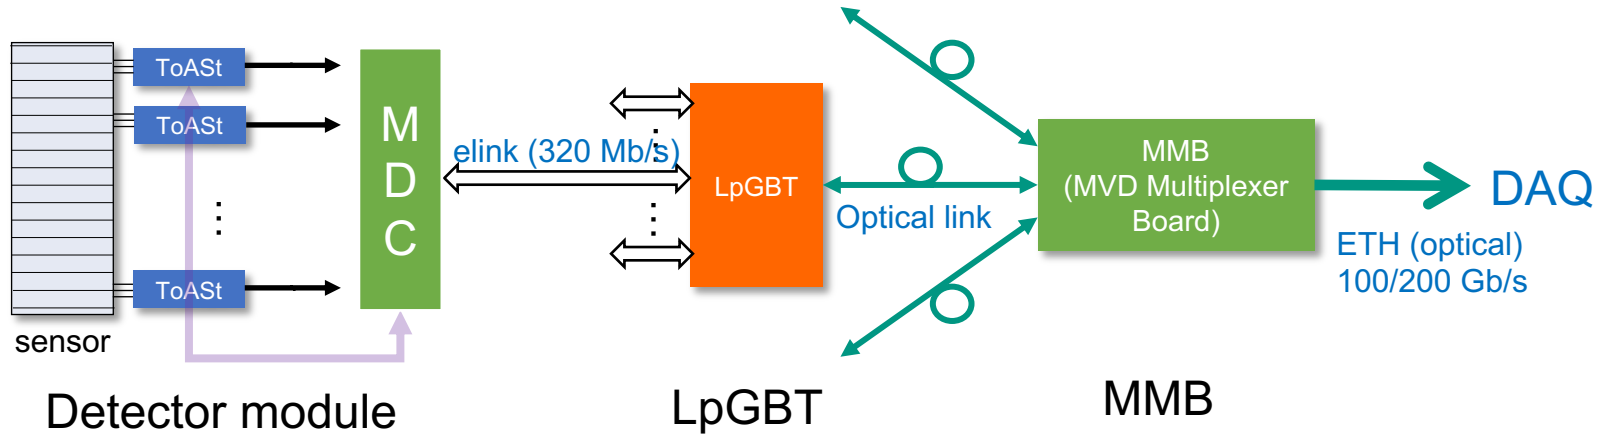 ToASt
ToASt
ToASt
sensor
Detector module
M
D
C
elink (320 Mb/s)
LpGBT
LpGBT
Optical link
MMB
(MVD Multiplexer
Board)
MMB
DAQ
ETH (optical)
100/200 Gb/s